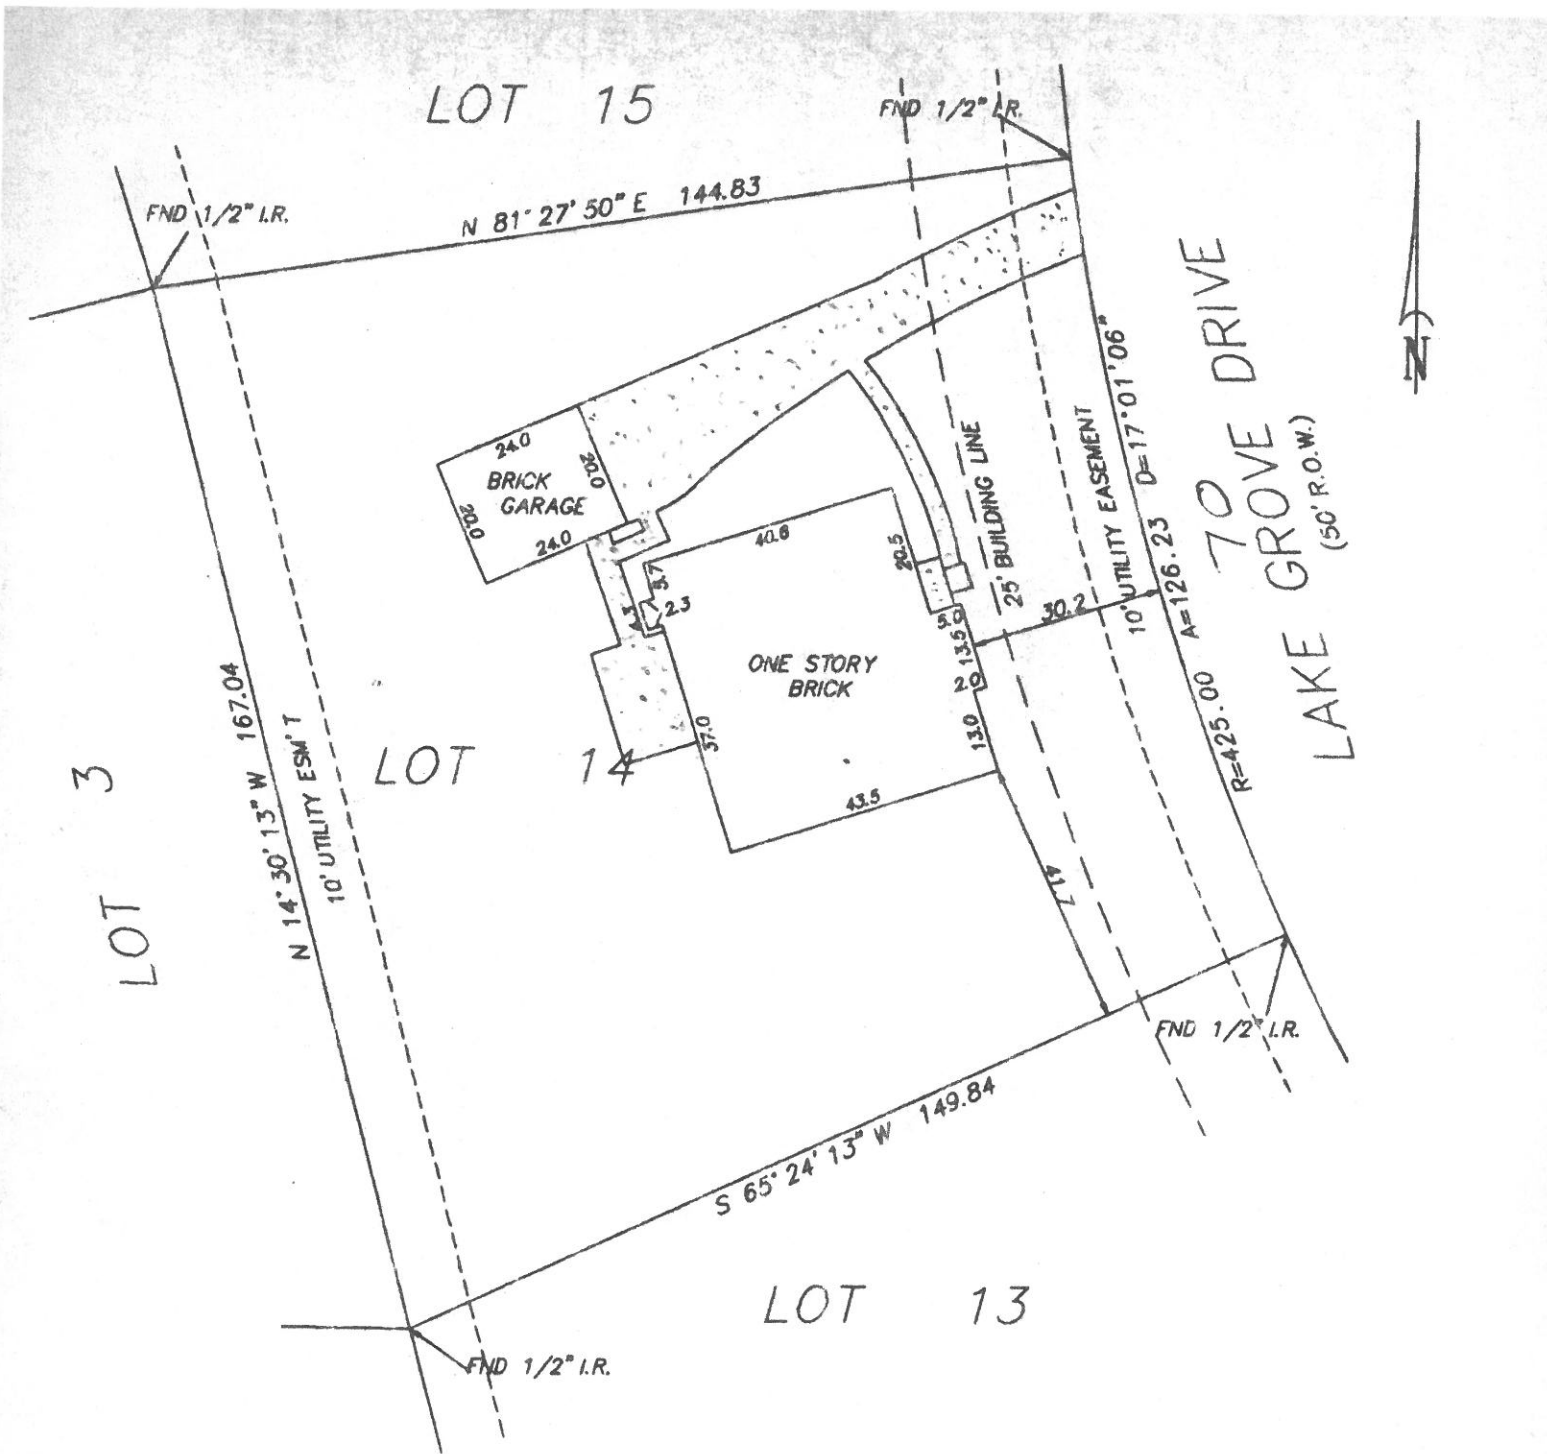 LOT 15
FND 1/2" I.R.
FND 1/2" I.R.
N 81° 27' 50" E 144.83
24.0
BRICK
GARAGE
20.0
20.0
24.0
40.6
20.5
5.7
4.3
2.3
5.0
13.5
2.0
13.0
ONE STORY
BRICK
37.0
43.5
30.2
41.7
25' BUILDING LINE
10' UTILITY EASEMENT
R=425.00 A=126.23 D=17°01'06"
70
LAKE GROVE DRIVE
(50' R.O.W.)
N
LOT 3
N 14° 30' 13" W 167.04
10' UTILITY ESM'T
LOT 14
FND 1/2" I.R.
S 65° 24' 13" W 149.84
LOT 13
FND 1/2" I.R.